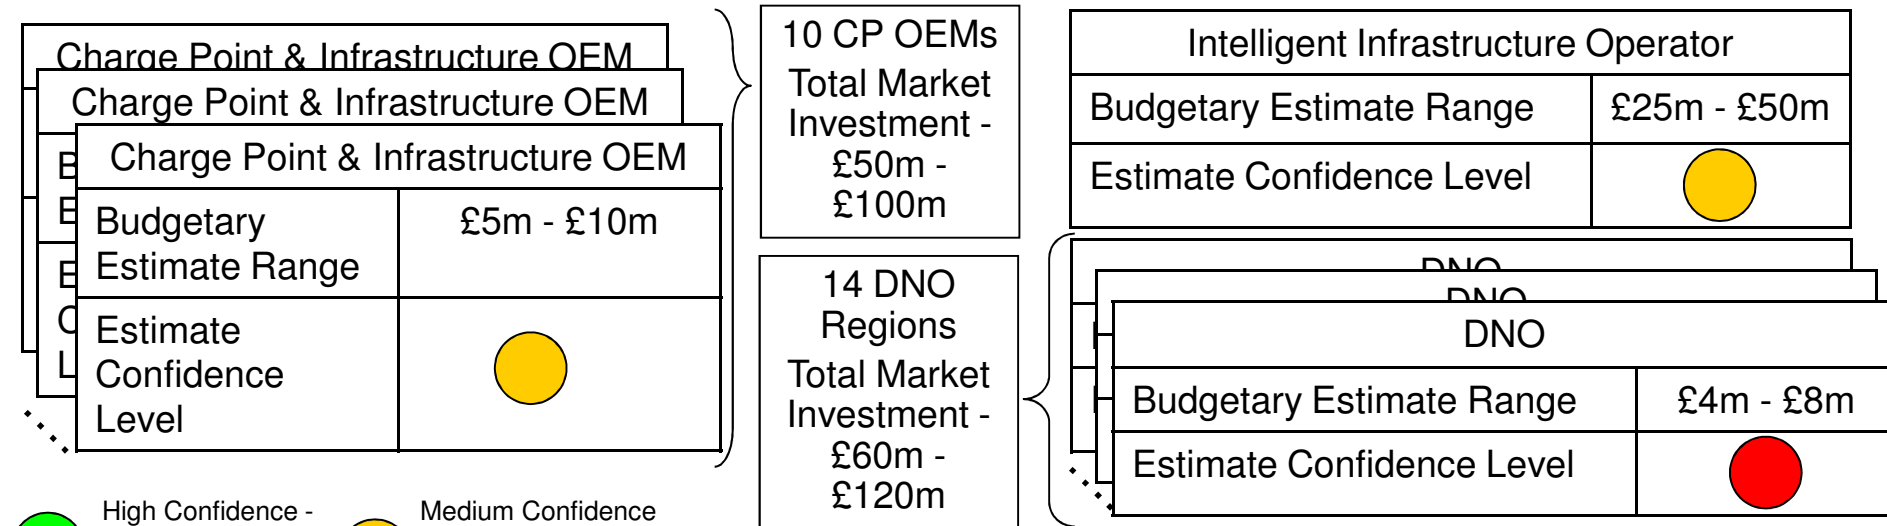 Charge Point & Infrastructure OEM
Charge Point & Infrastructure OEM
Charge Point & Infrastructure OEM
Budgetary
Estimate Range
£5m - £10m
Estimate
Confidence
Level
10 CP OEMs
Total Market
Investment -
£50m -
£100m
14 DNO
Regions
Total Market
Investment -
£60m -
£120m
Intelligent Infrastructure Operator
Budgetary Estimate Range
£25m - £50m
Estimate Confidence Level
DNO
DNO
DNO
Budgetary Estimate Range
£4m - £8m
Estimate Confidence Level
High Confidence -
Medium Confidence